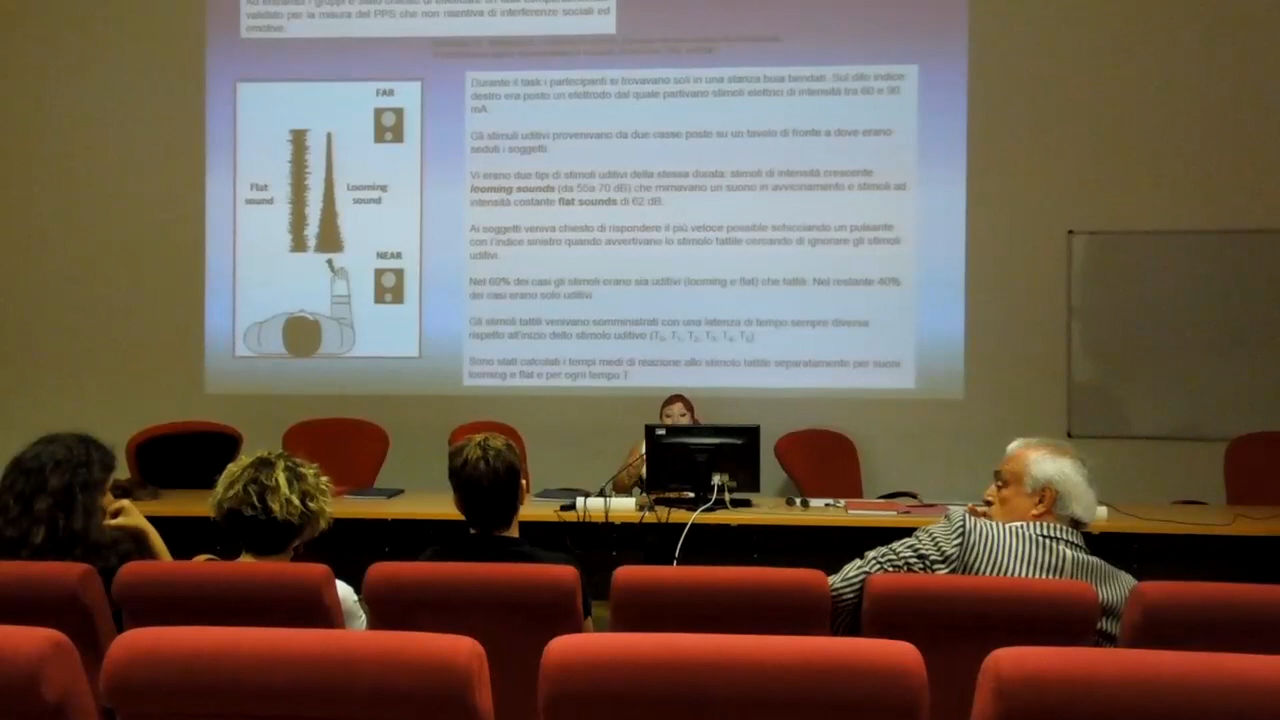 validato per la misura del PPS che non risentiva di interferenze sociali ed
emotive.
FAR
Flat
sound
Looming
sound
NEAR
Durante il task i partecipanti si trovavano soli in una stanza buia bendati. Sul dito indice
destro era posto un elettrodo dal quale partivano stimoli elettrici di intensità tra 60 e 90
mA.
Gli stimoli uditivi provenivano da due casse poste su un tavolo di fronte a dove erano
seduti i soggetti.
Vi erano due tipi di stimoli uditivi della stessa durata: stimoli di intensità crescente
looming sounds (da 55a 70 dB) che mimavano un suono in avvicinamento e stimoli ad
intensità costante flat sounds di 62 dB.
Ai soggetti veniva chiesto di rispondere il più veloce possibile schicciando un pulsante
con l'indice sinistro quando avvertivano lo stimolo tattile cercando di ignorare gli stimoli
uditivi.
Nel 60% dei casi gli stimoli erano sia uditivi (looming e flat) che tattili. Nel restante 40%
dei casi erano solo uditivi
Gli stimoli tattili venivano somministrati con una latenza di tempo sempre diversa
rispetto all'inizio dello stimolo uditivo (T0, T1, T2, T3, T4, T5)
Sono stati calcolati i tempi medi di reazione allo stimolo tattile separatamente per suoni
looming e flat e per ogni tempo T